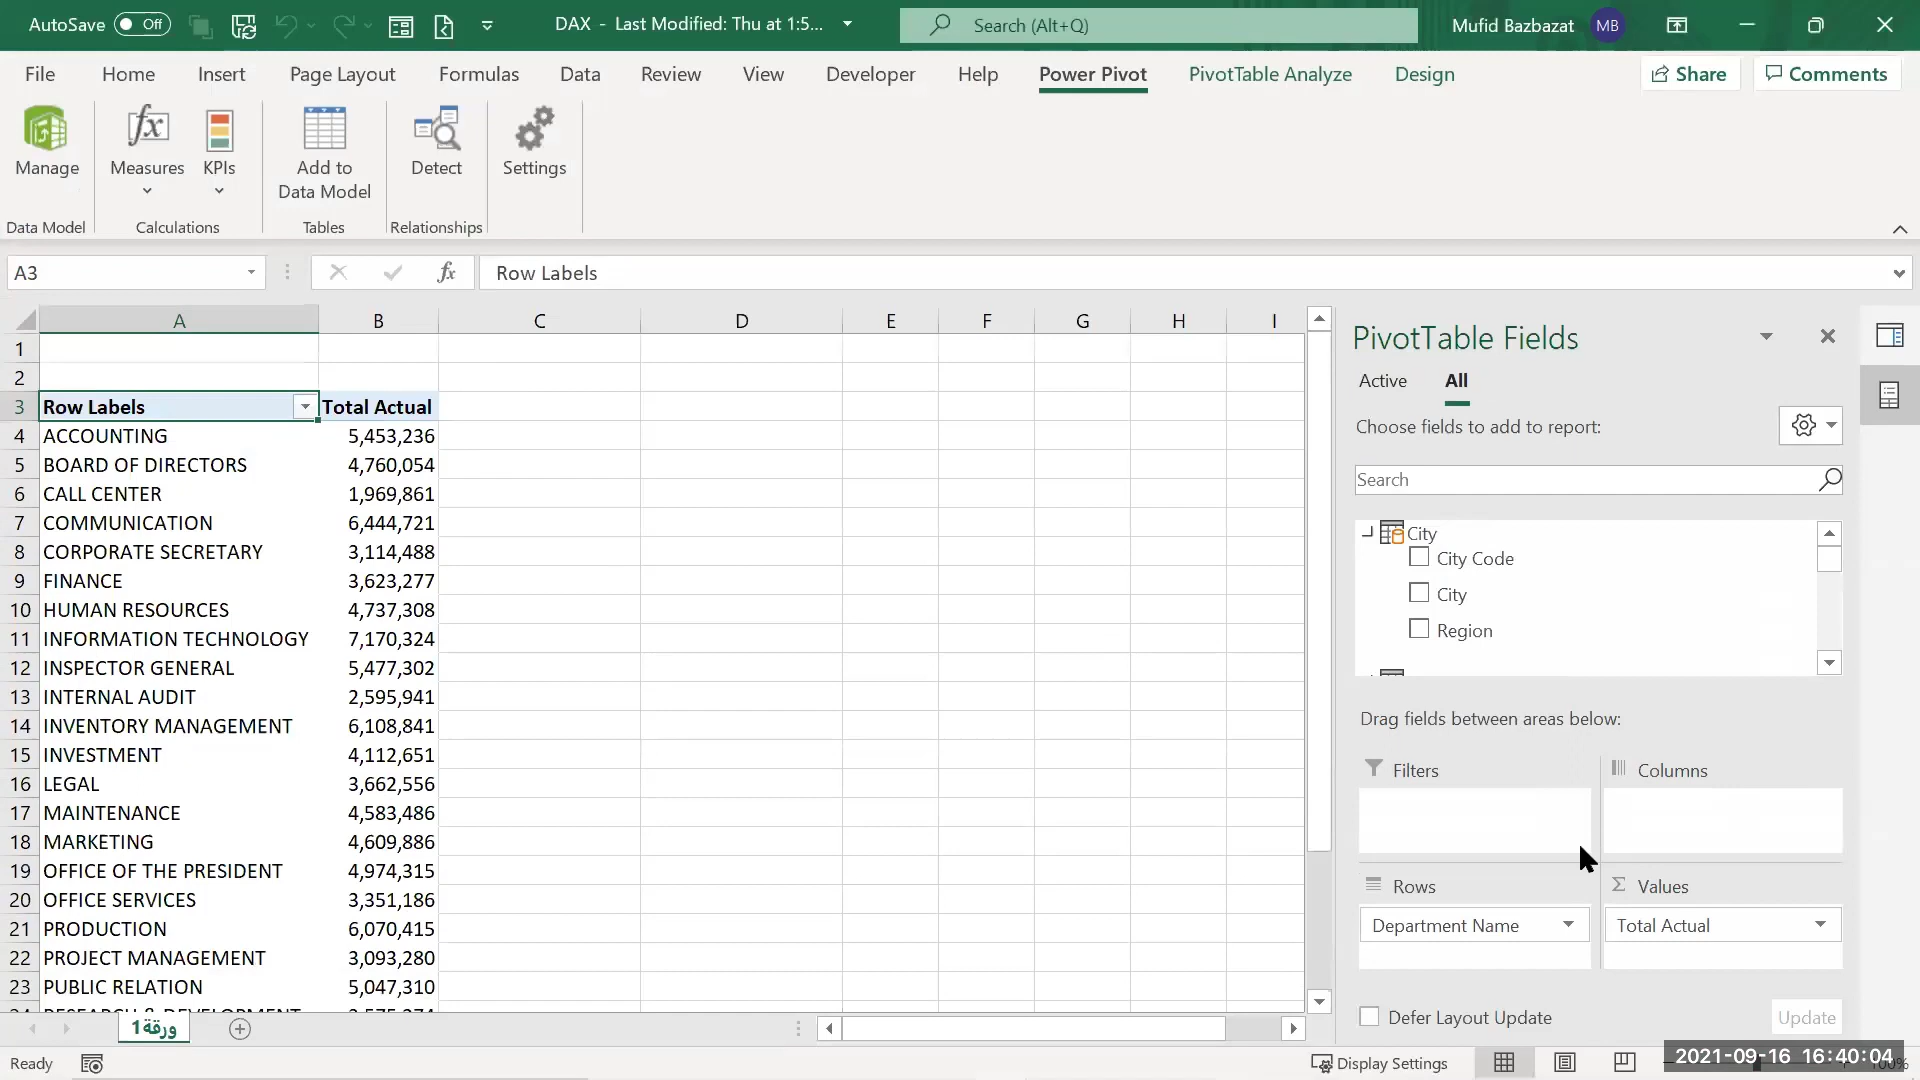 AutoSave Off DAX - Last Modified: Thu at 1:5... Search (Alt+Q) Mufid Bazbazat MB
File Home Insert Page Layout Formulas Data Review View Developer Help Power Pivot PivotTable Analyze Design Share Comments
Manage Measures KPIs Add to Data Model Detect Settings
Data Model Calculations Tables Relationships
A3 fx Row Labels
A B C D E F G H I
1
2
3 Row Labels Total Actual
4 ACCOUNTING 5,453,236
5 BOARD OF DIRECTORS 4,760,054
6 CALL CENTER 1,969,861
7 COMMUNICATION 6,444,721
8 CORPORATE SECRETARY 3,114,488
9 FINANCE 3,623,277
10 HUMAN RESOURCES 4,737,308
11 INFORMATION TECHNOLOGY 7,170,324
12 INSPECTOR GENERAL 5,477,302
13 INTERNAL AUDIT 2,595,941
14 INVENTORY MANAGEMENT 6,108,841
15 INVESTMENT 4,112,651
16 LEGAL 3,662,556
17 MAINTENANCE 4,583,486
18 MARKETING 4,609,886
19 OFFICE OF THE PRESIDENT 4,974,315
20 OFFICE SERVICES 3,351,186
21 PRODUCTION 6,070,415
22 PROJECT MANAGEMENT 3,093,280
23 PUBLIC RELATION 5,047,310
PivotTable Fields
Active All
Choose fields to add to report:
Search
City
City Code
City
Region
Drag fields between areas below:
Filters Columns
Rows Values
Department Name Total Actual
Defer Layout Update Update
ورقة1
Ready Display Settings 2021-09-16 16:40:04